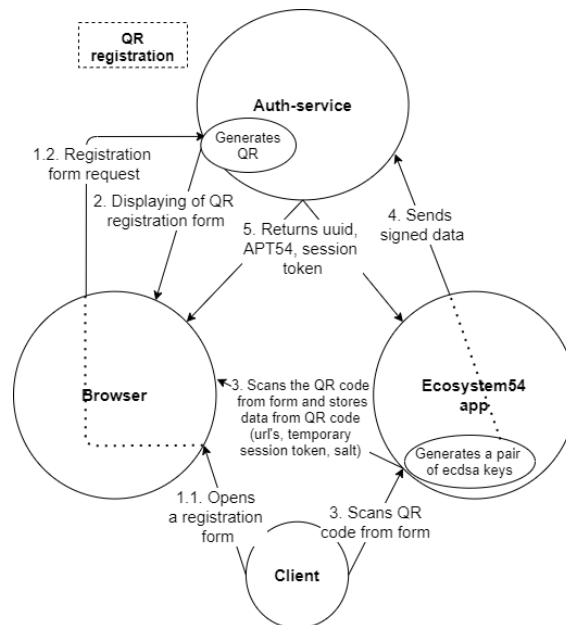 QR
registration
Auth-service
Generates
QR
1.2. Registration
form request
2. Displaying of QR
registration form
5. Returns uuid,
APT54, session
token
4. Sends
signed data
Browser
3. Scans the QR code
from form and stores
data from QR code
(url's, temporary
session token, salt)
Ecosystem54
app
Generates a pair
of ecdsa keys
1.1. Opens
a registration
form
3. Scans QR
code from form
Client